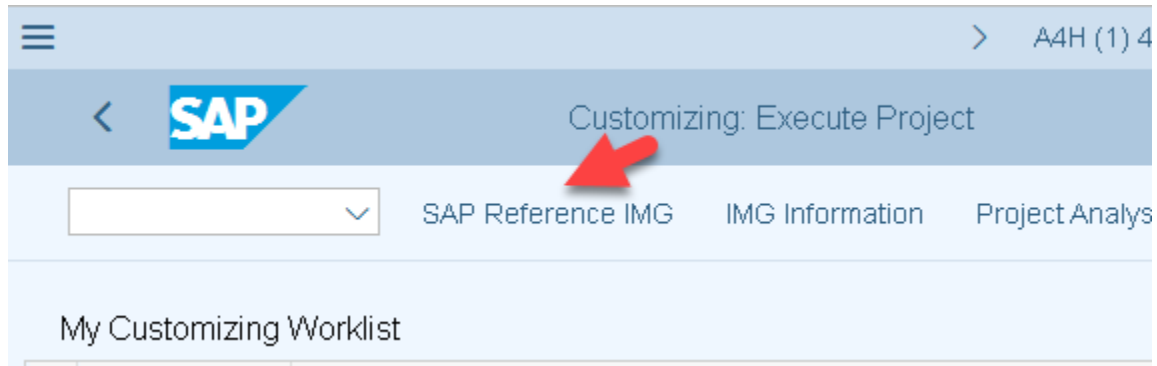 A4H (1) 4
SAP
Customizing: Execute Project
SAP Reference IMG IMG Information Project Analys
My Customizing Worklist